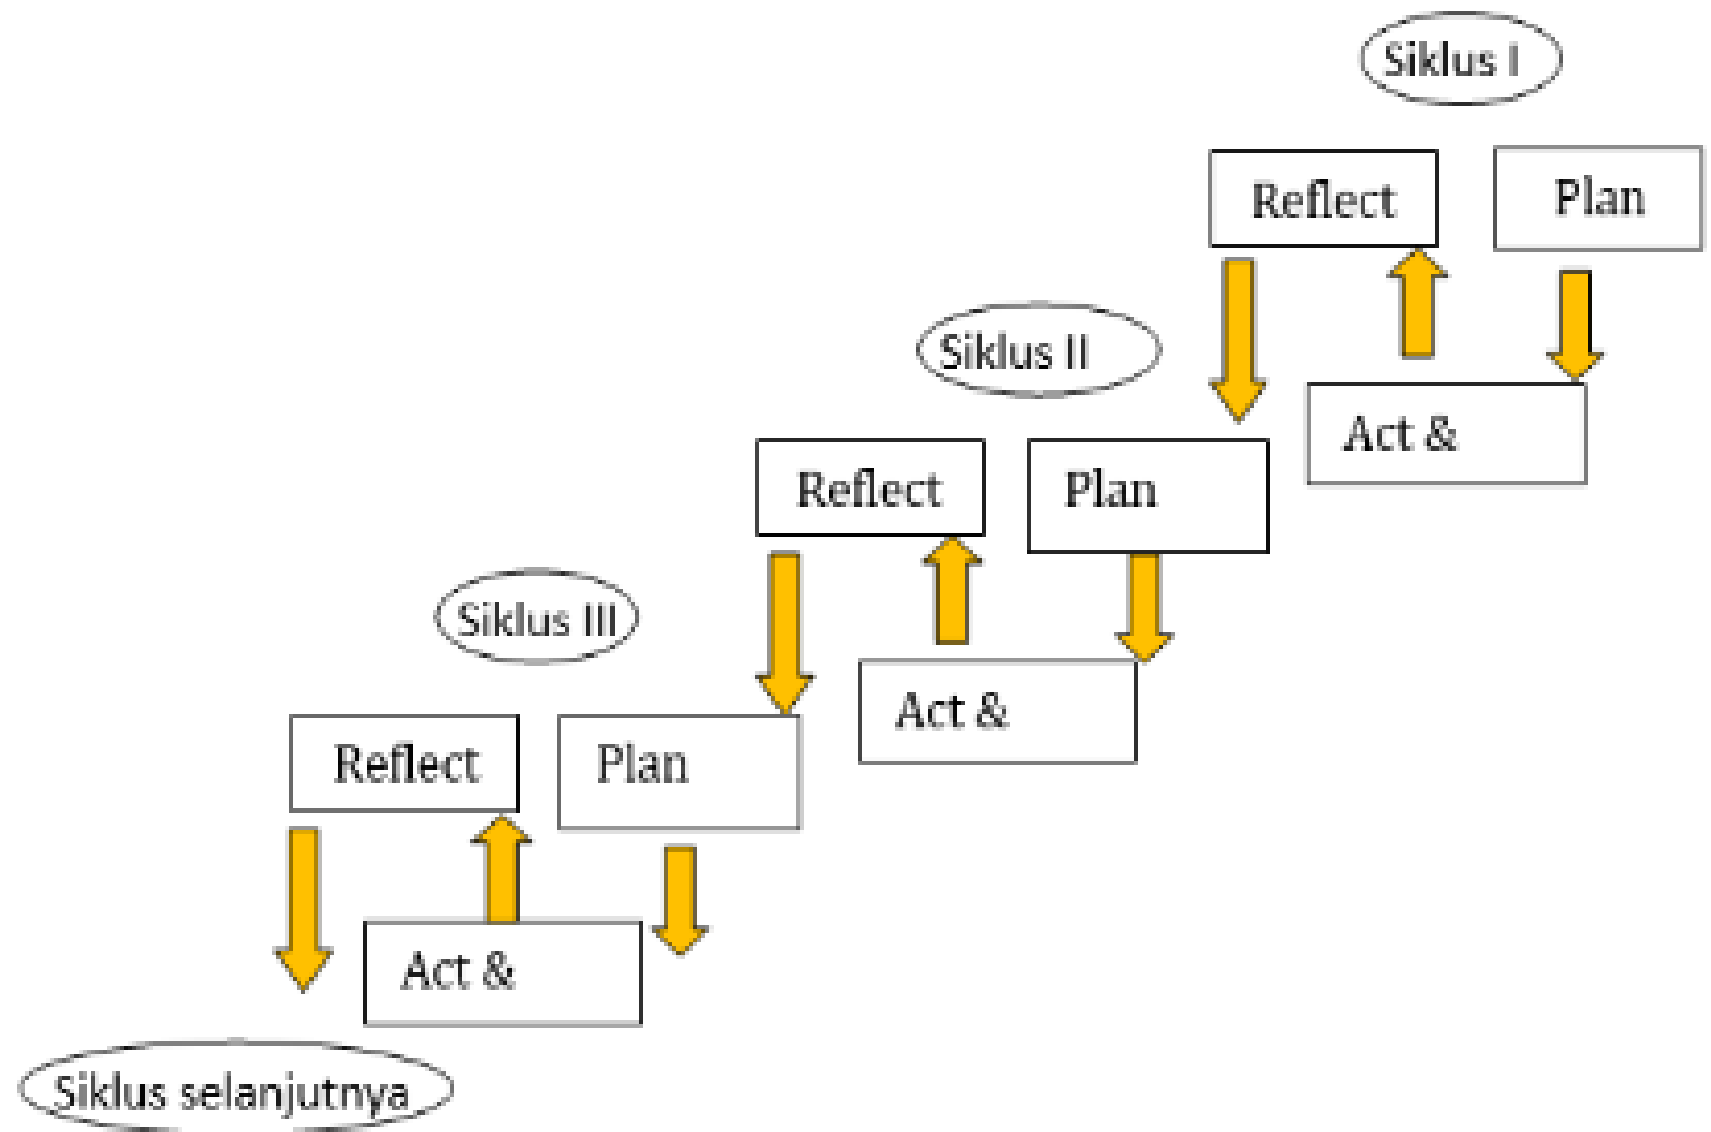 Siklus I
Reflect
Plan
Act &
Siklus II
Reflect
Plan
Act &
Siklus III
Reflect
Plan
Act &
Siklus selanjutnya